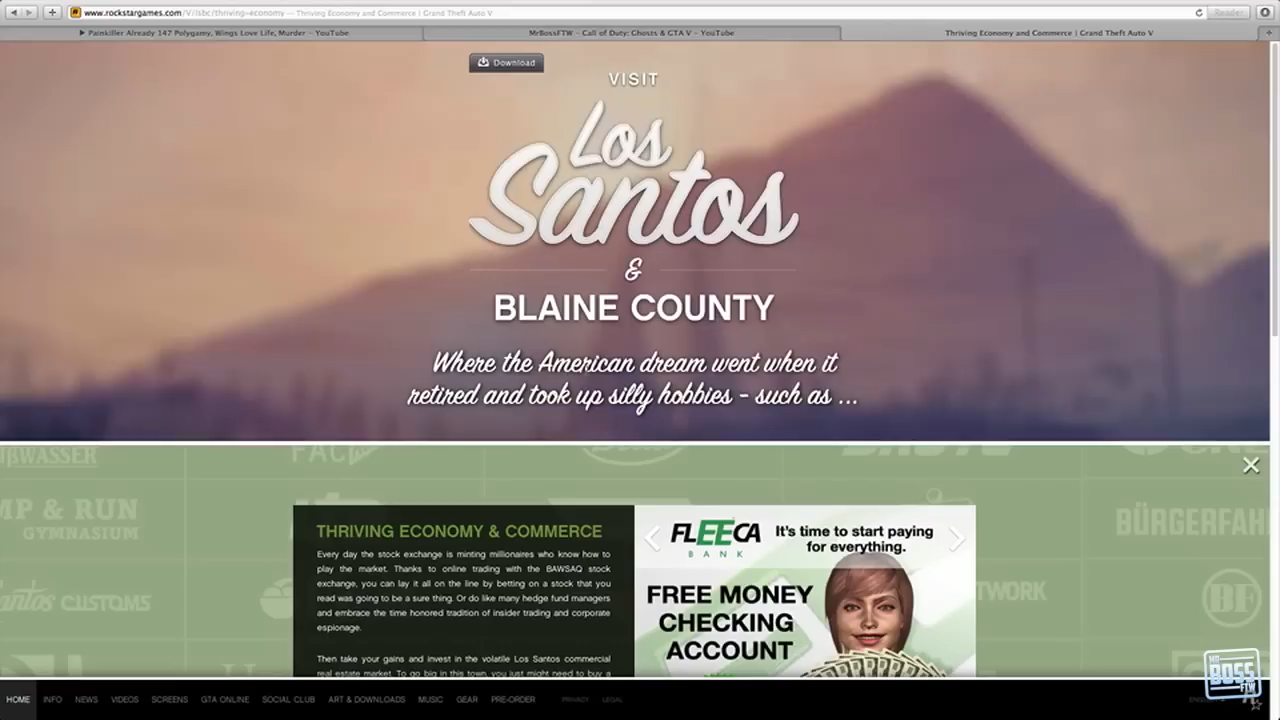 www.rockstargames.com/V/lsbc/thriving-economy — Thriving Economy and Commerce | Grand Theft Auto V
Reader
▶ Painkiller Already 147 Polygamy, Wings Love Life, Murder - YouTube
MrBossFTW - Call of Duty: Ghosts & GTA V - YouTube
Thriving Economy and Commerce | Grand Theft Auto V
Download
VISIT
Los
Santos
&
BLAINE COUNTY
Where the American dream went when it
retired and took up silly hobbies - such as ...
MP & RUN
GYMNASIUM
BÜRGERFAH
CUSTOMS
TWORK
BF
THRIVING ECONOMY & COMMERCE
Every day the stock exchange is minting millionaires who know how to
play the market. Thanks to online trading with the BAWSAQ stock
exchange, you can lay it all on the line by betting on a stock that you
read was going to be a sure thing. Or do like many hedge fund managers
and embrace the time honored tradition of insider trading and corporate
espionage.
Then take your gains and invest in the volatile Los Santos commercial
real estate market. To go big in this town, you just might need to buy a
FLEECA
BANK
It's time to start paying
for everything.
FREE MONEY
CHECKING
ACCOUNT
HOME INFO NEWS VIDEOS SCREENS GTA ONLINE SOCIAL CLUB ART & DOWNLOADS MUSIC GEAR PRE-ORDER PRIVACY LEGAL
MR
BOSS
FTW